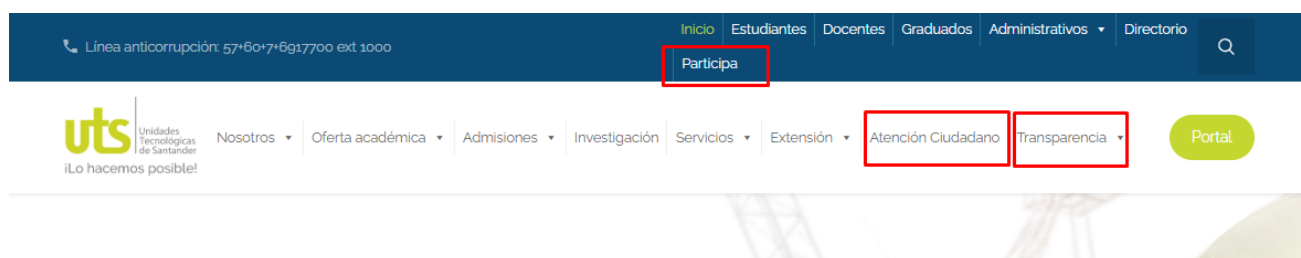 Línea anticorrupción: 57+60+7+6917700 ext 1000
Inicio Estudiantes Docentes Graduados Administrativos Directorio
Participa
uts Unidades
Tecnológicas
de Santander
¡Lo hacemos posible!
Nosotros Oferta académica Admisiones Investigación Servicios Extensión Atención Ciudadano Transparencia Portal